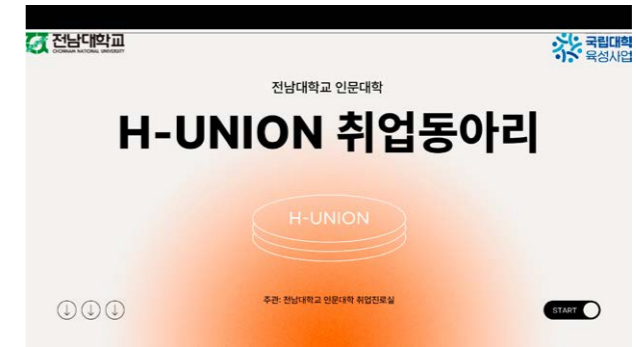 전남대학교
CHONNAM NATIONAL UNIVERSITY
국립대학
육성사업
전남대학교 인문대학
H-UNION 취업동아리
H-UNION
주관: 전남대학교 인문대학 취업진로실
START